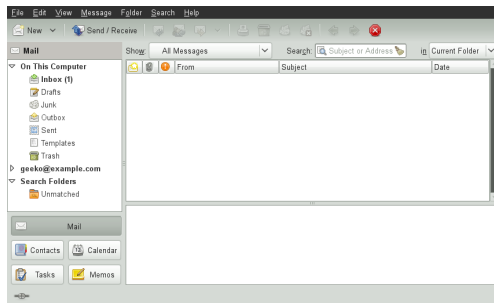 File Edit View Message Folder Search Help
New Send / Receive
Mail Show: All Messages Search: Subject or Address in Current Folder
From Subject Date
On This Computer
Inbox (1)
Drafts
Junk
Outbox
Sent
Templates
Trash
geeko@example.com
Search Folders
Unmatched
Mail
Contacts Calendar
Tasks Memos